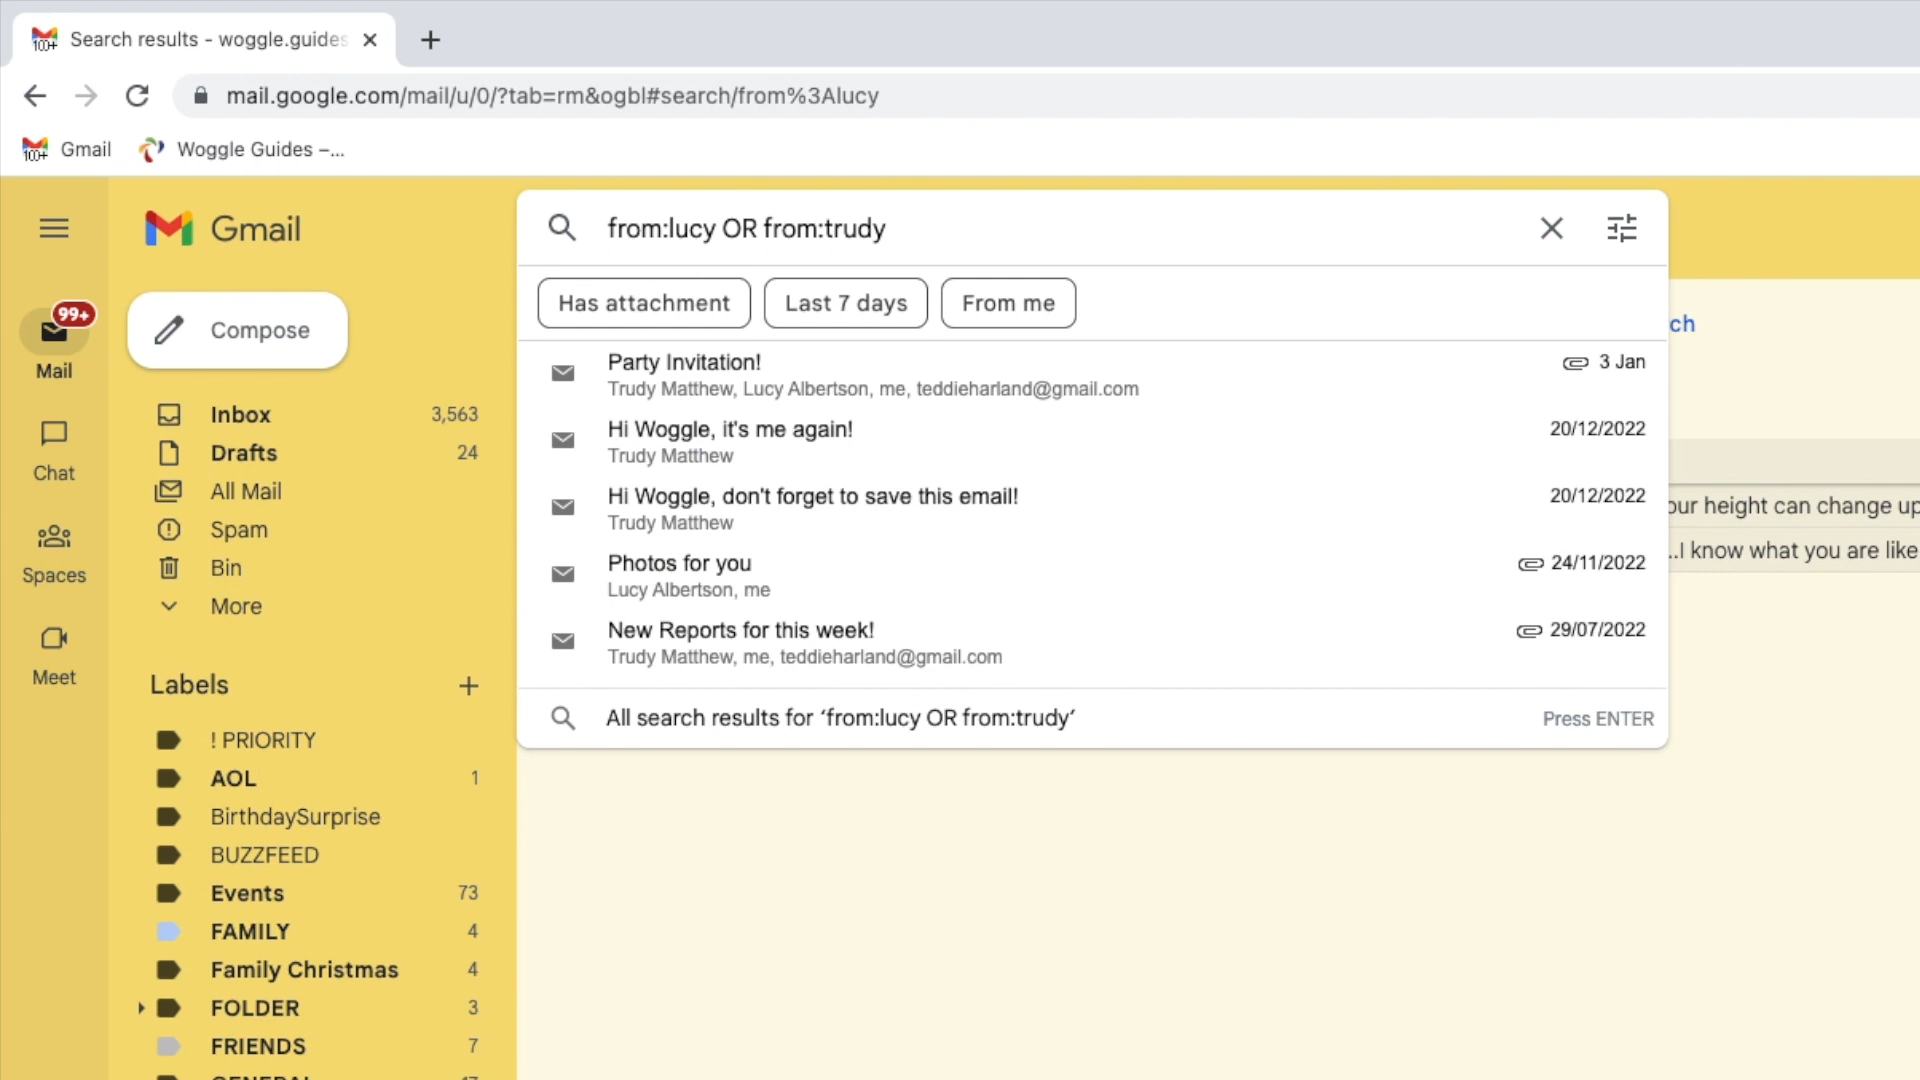 100+ Search results - woggle.guides
mail.google.com/mail/u/0/?tab=rm&ogbl#search/from%3Alucy
100+ Gmail Woggle Guides –...
Gmail
from:lucy OR from:trudy
Has attachment Last 7 days From me
ch
99+
Mail
Compose
Party Invitation! 3 Jan
Trudy Matthew, Lucy Albertson, me, teddieharland@gmail.com
Inbox 3,563
Hi Woggle, it's me again! 20/12/2022
Trudy Matthew
Drafts 24
Chat
All Mail
Hi Woggle, don't forget to save this email! 20/12/2022
Trudy Matthew
our height can change up
Spam
..I know what you are like
Bin
Photos for you 24/11/2022
Lucy Albertson, me
Spaces
More
New Reports for this week! 29/07/2022
Trudy Matthew, me, teddieharland@gmail.com
Meet
Labels
All search results for ‘from:lucy OR from:trudy’ Press ENTER
! PRIORITY
AOL 1
BirthdaySurprise
BUZZFEED
Events 73
FAMILY 4
Family Christmas 4
FOLDER 3
FRIENDS 7
GENERAL 17